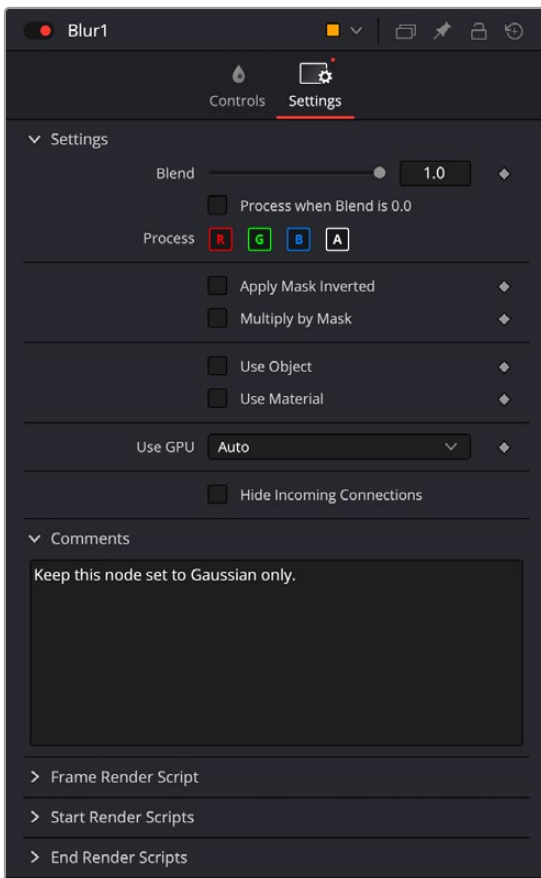 Blur1
Controls Settings
Settings
Blend 1.0
Process when Blend is 0.0
Process R G B A
Apply Mask Inverted
Multiply by Mask
Use Object
Use Material
Use GPU Auto
Hide Incoming Connections
Comments
Keep this node set to Gaussian only.
Frame Render Script
Start Render Scripts
End Render Scripts